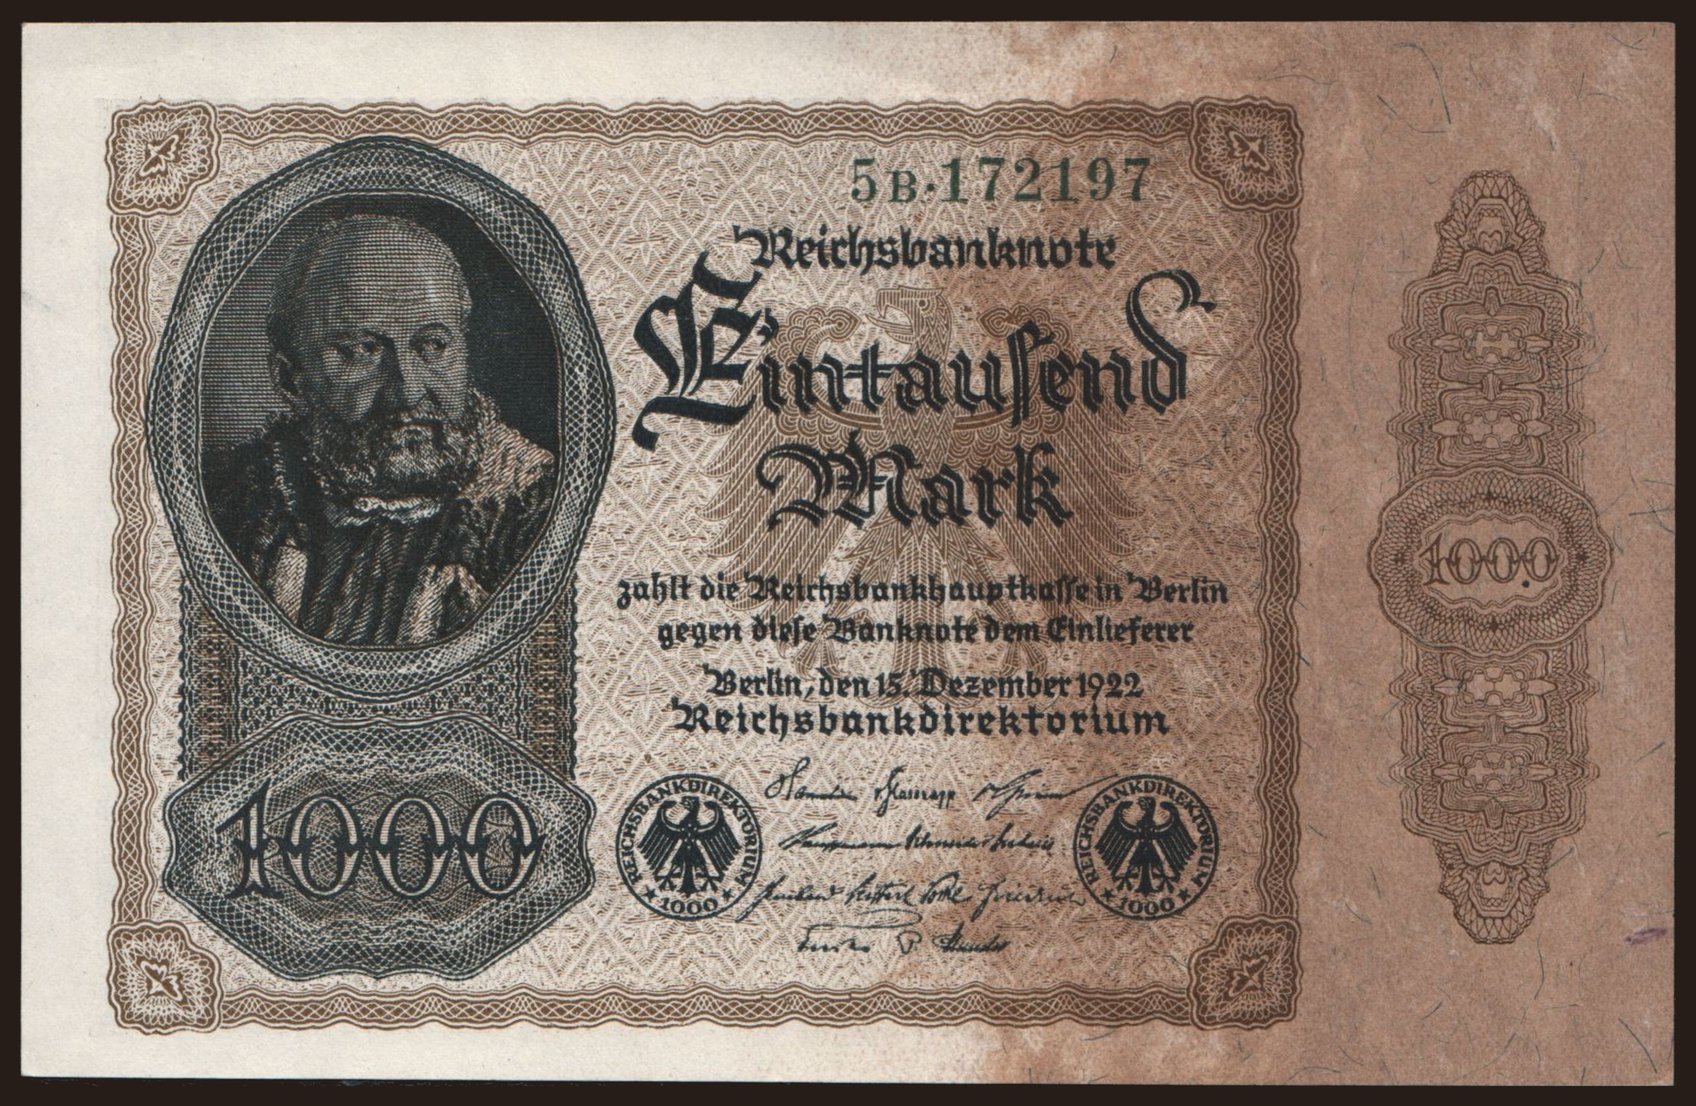 5B·172197
Reichsbanknote
Eintausend
Mark
zahlt die Reichsbankhauptkasse in Berlin
gegen diese Banknote dem Einlieferer
Berlin, den 15. Dezember 1922
Reichsbankdirektorium
1000
1000
REICHSBANKDIREKTORIUM
1000
REICHSBANKDIREKTORIUM
1000